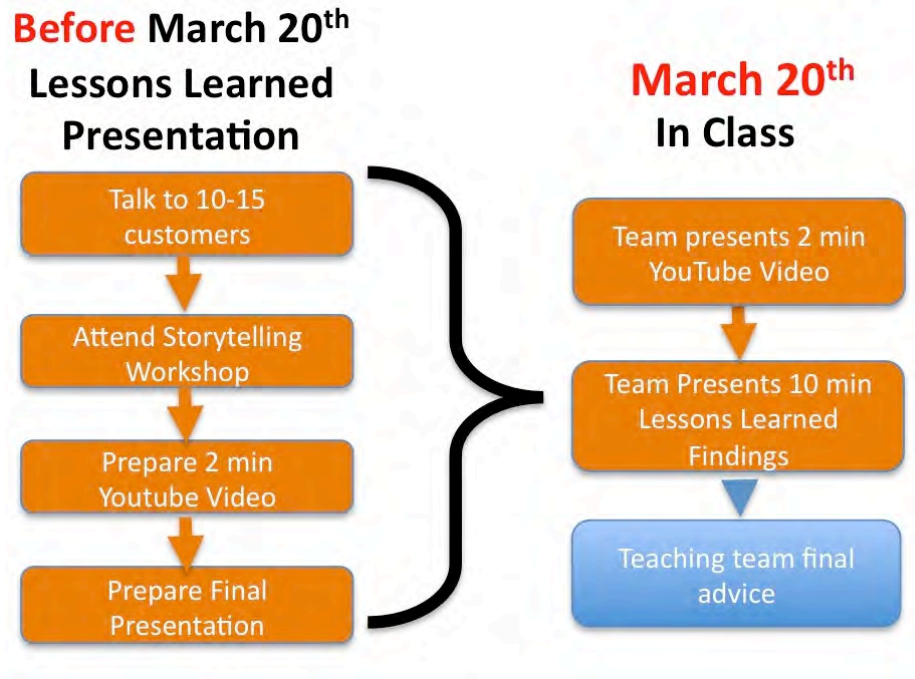 Before March 20th
Lessons Learned
Presentation
Talk to 10-15
customers
Attend Storytelling
Workshop
Prepare 2 min
Youtube Video
Prepare Final
Presentation
March 20th
In Class
Team presents 2 min
YouTube Video
Team Presents 10 min
Lessons Learned
Findings
Teaching team final
advice